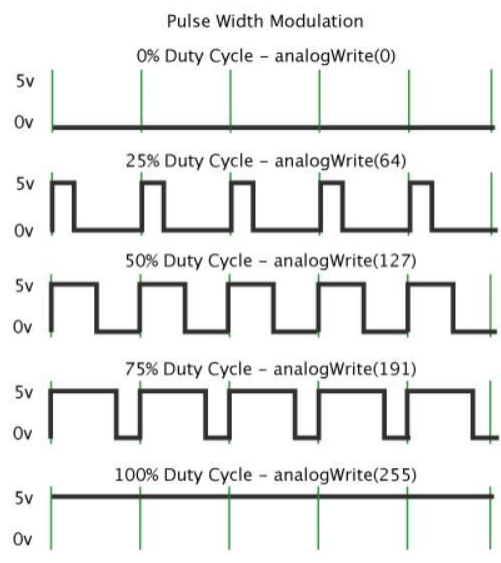 Pulse Width Modulation
0% Duty Cycle – analogWrite(0)
5v
0v
25% Duty Cycle – analogWrite(64)
5v
0v
50% Duty Cycle – analogWrite(127)
5v
0v
75% Duty Cycle – analogWrite(191)
5v
0v
100% Duty Cycle – analogWrite(255)
5v
0v